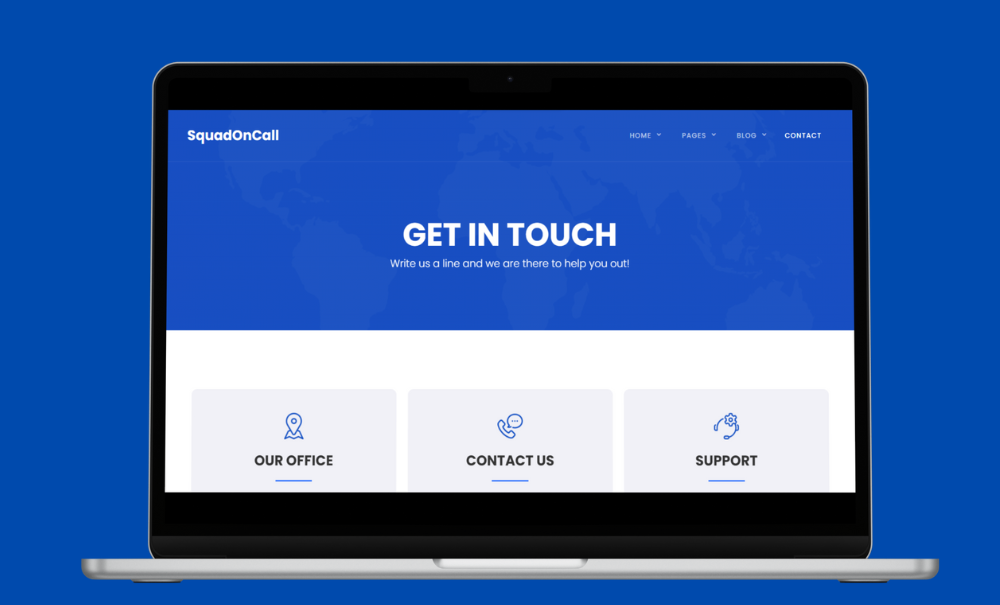 SquadOnCall
HOME PAGES BLOG CONTACT
GET IN TOUCH
Write us a line and we are there to help you out!
OUR OFFICE CONTACT US SUPPORT